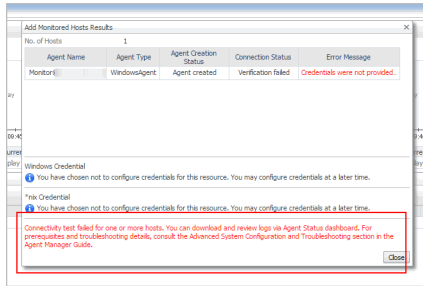 Add Monitored Hosts Results
No. of Hosts 1
Agent Name Agent Type Agent Creation Status Connection Status Error Message
Monitor WindowsAgent Agent created Verification failed Credentials were not provided..
Windows Credential
You have chosen not to configure credentials for this resource. You may configure credentials at a later time.
*nix Credential
You have chosen not to configure credentials for this resource. You may configure credentials at a later time.
Connectivity test failed for one or more hosts. You can download and review logs via Agent Status dashboard. For
prerequisites and troubleshooting details, consult the Advanced System Configuration and Troubleshooting section in the
Agent Manager Guide.
Close